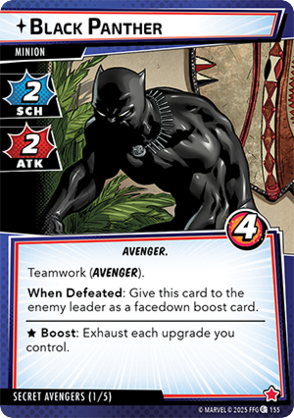 BLACK PANTHER
MINION
2
SCH
2
ATK
4
AVENGER.
Teamwork (AVENGER).
When Defeated: Give this card to the
enemy leader as a facedown boost card.
★ Boost: Exhaust each upgrade you
control.
© MARVEL © 2025 FFG 155
SECRET AVENGERS (1/5)